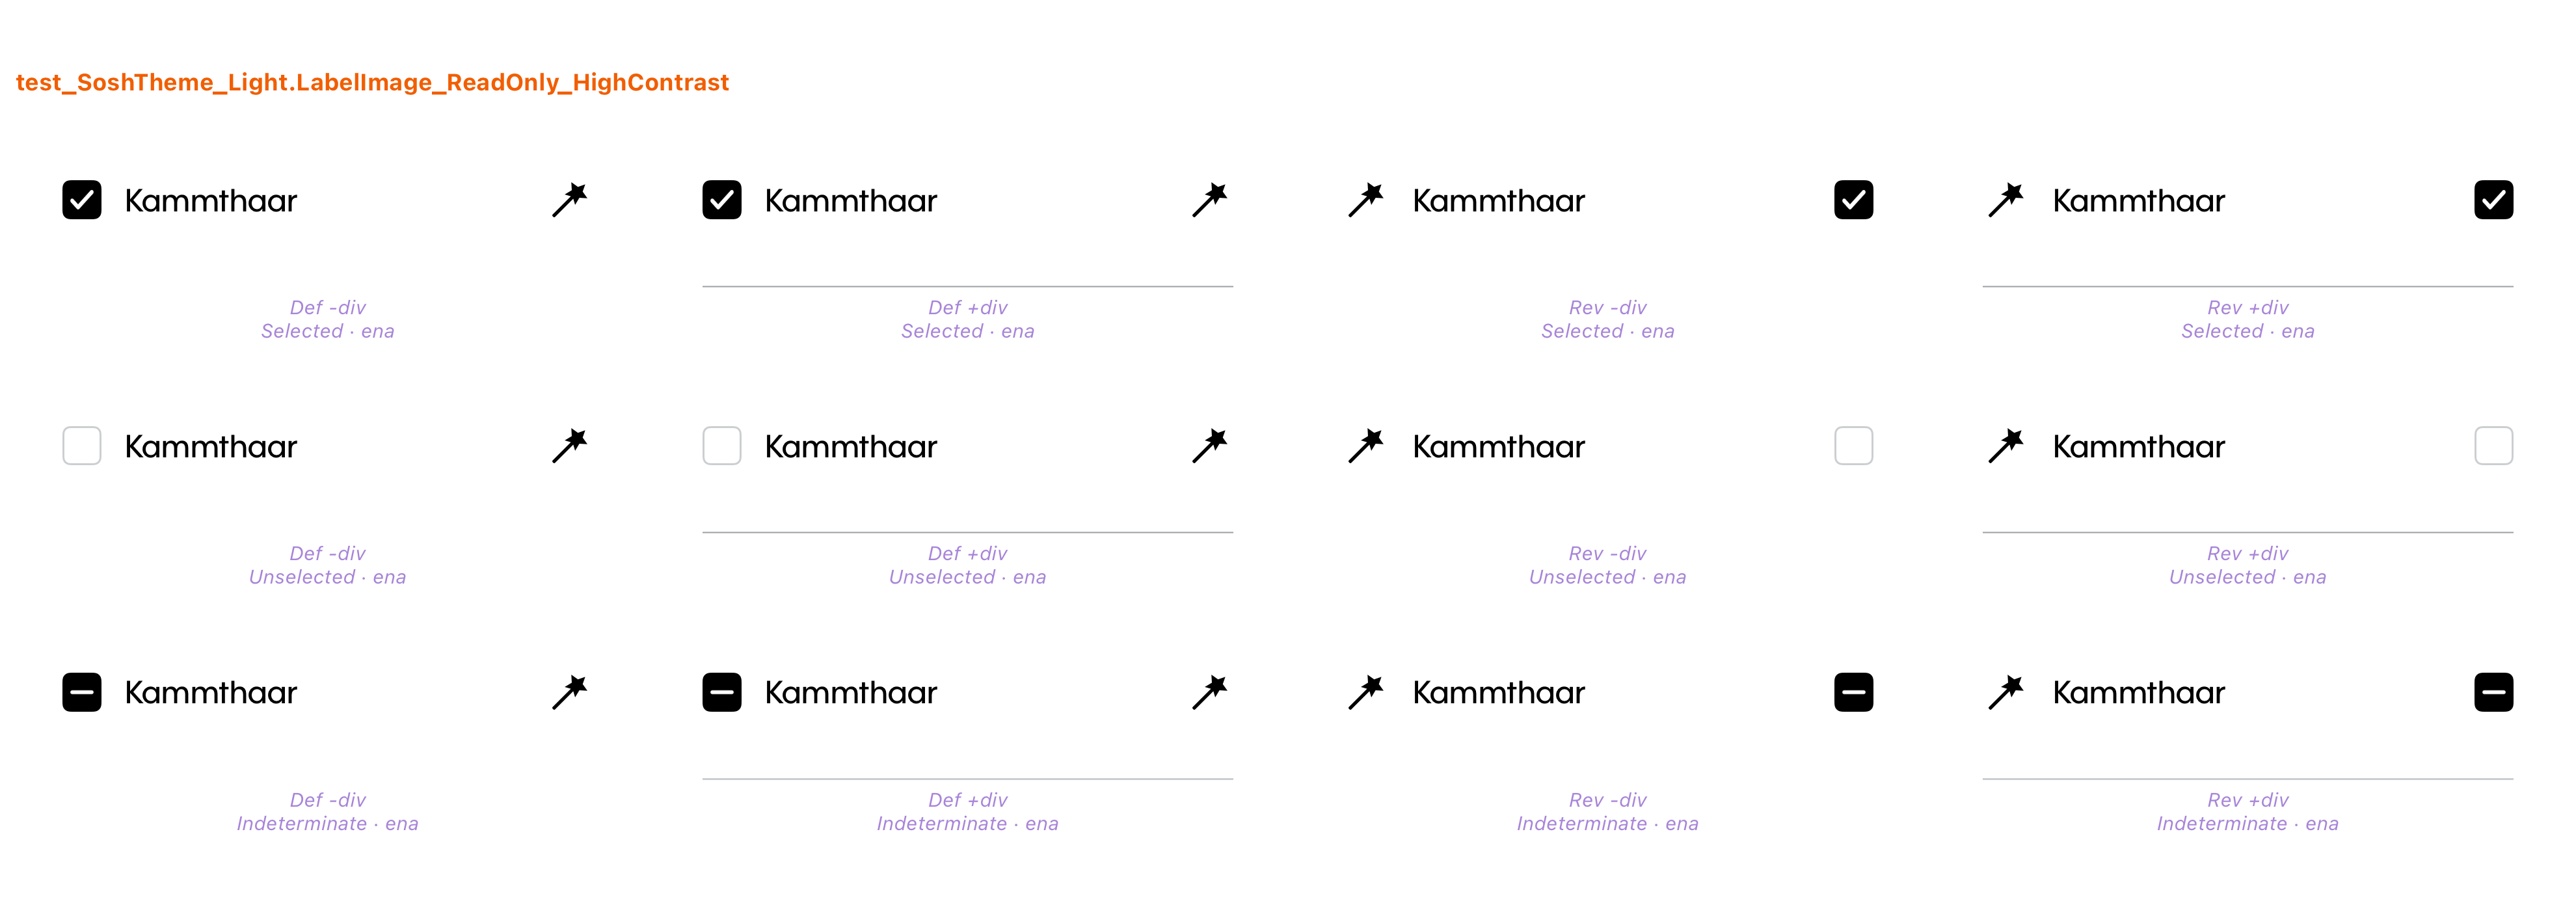 test_SoshTheme_Light.LabelImage_ReadOnly_HighContrast
Kammthaar
Kammthaar
Kammthaar
Kammthaar
Def -div
Selected · ena
Def +div
Selected · ena
Rev -div
Selected · ena
Rev +div
Selected · ena
Kammthaar
Kammthaar
Kammthaar
Kammthaar
Def -div
Unselected · ena
Def +div
Unselected · ena
Rev -div
Unselected · ena
Rev +div
Unselected · ena
Kammthaar
Kammthaar
Kammthaar
Kammthaar
Def -div
Indeterminate · ena
Def +div
Indeterminate · ena
Rev -div
Indeterminate · ena
Rev +div
Indeterminate · ena